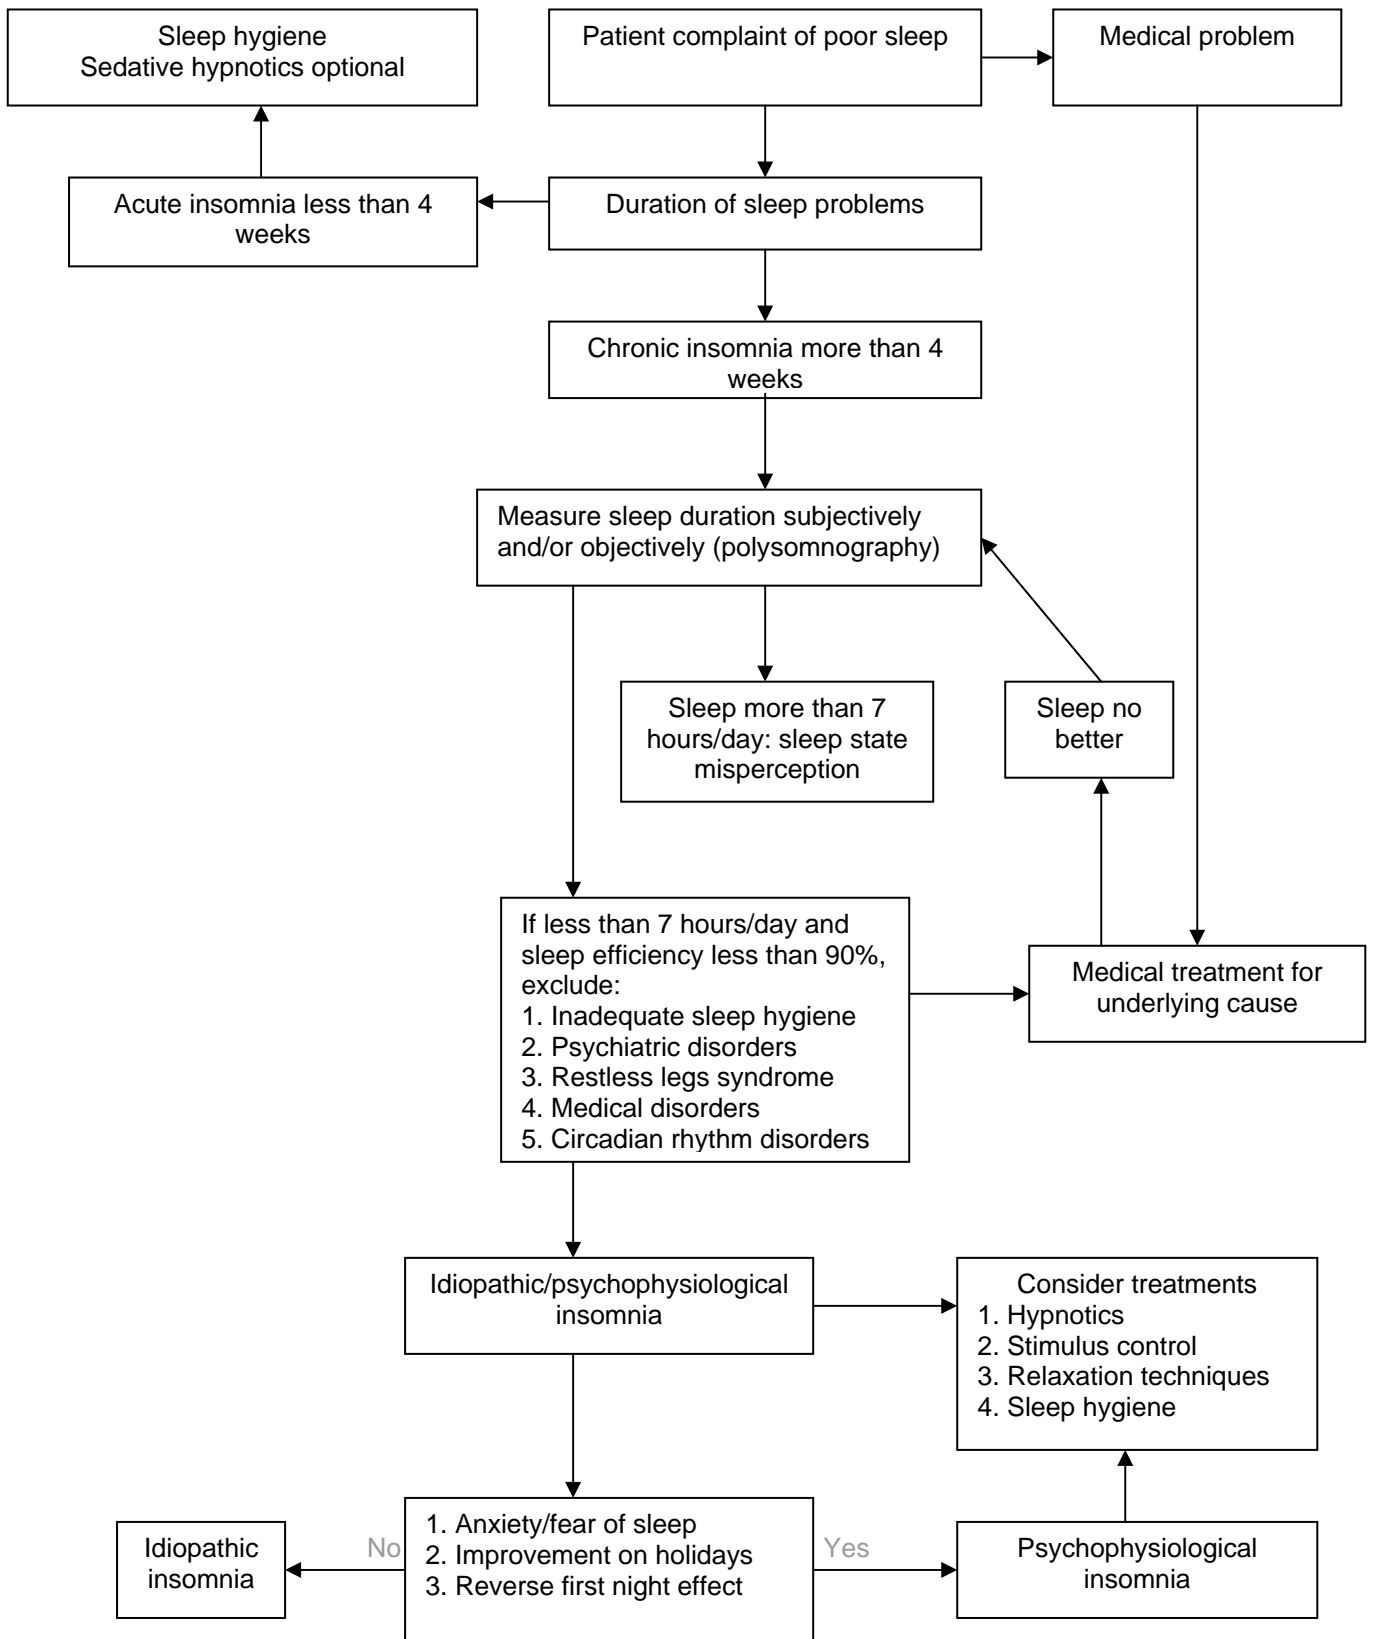 Sleep hygiene
Sedative hypnotics optional
Patient complaint of poor sleep
Medical problem
Acute insomnia less than 4
weeks
Duration of sleep problems
Chronic insomnia more than 4
weeks
Measure sleep duration subjectively
and/or objectively (polysomnography)
Sleep more than 7
hours/day: sleep state
misperception
Sleep no
better
If less than 7 hours/day and
sleep efficiency less than 90%,
exclude:
1. Inadequate sleep hygiene
2. Psychiatric disorders
3. Restless legs syndrome
4. Medical disorders
5. Circadian rhythm disorders
Medical treatment for
underlying cause
Idiopathic/psychophysiological
insomnia
Consider treatments
1. Hypnotics
2. Stimulus control
3. Relaxation techniques
4. Sleep hygiene
Idiopathic
insomnia
No
1. Anxiety/fear of sleep
2. Improvement on holidays
3. Reverse first night effect
Yes
Psychophysiological
insomnia